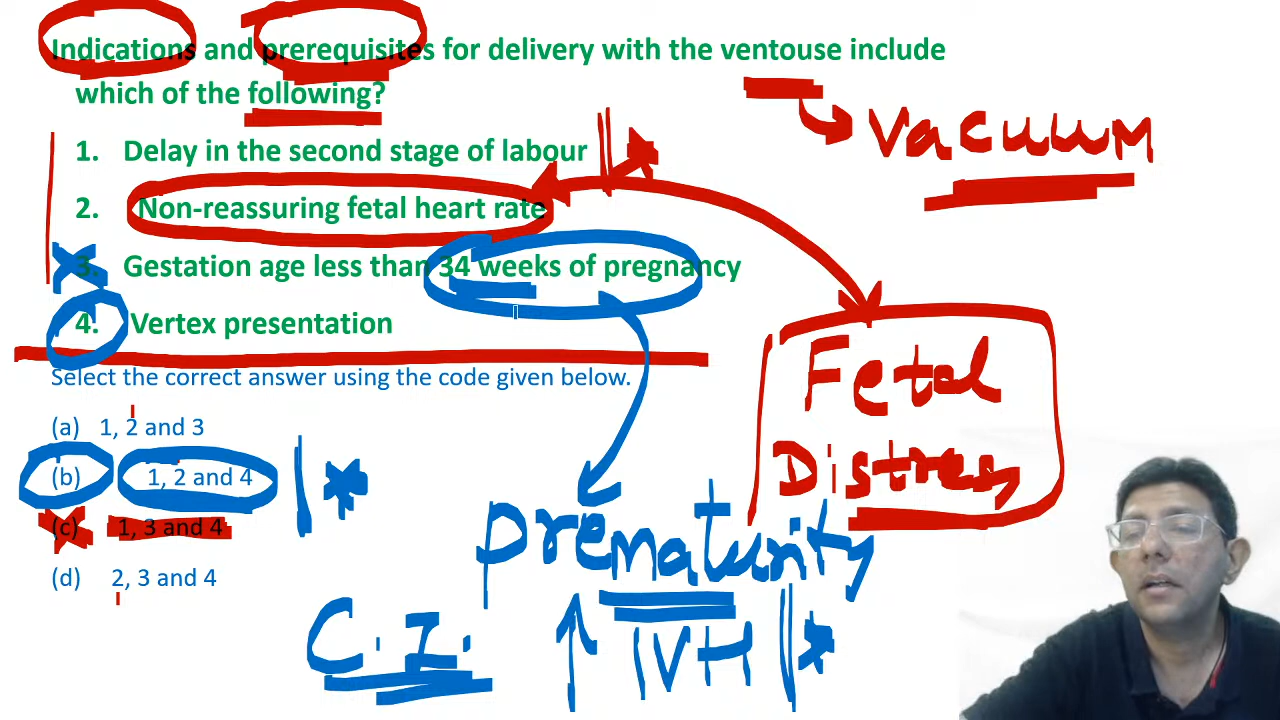 Indications and prerequisites for delivery with the ventouse include
which of the following?
Vacuum
1. Delay in the second stage of labour
2. Non-reassuring fetal heart rate
3. Gestation age less than 34 weeks of pregnancy
4. Vertex presentation
Select the correct answer using the code given below.
(a) 1, 2 and 3
(b) 1, 2 and 4
(c) 1, 3 and 4
(d) 2, 3 and 4
Fetal
Distress
prematurity
C.I. ↑ IVH